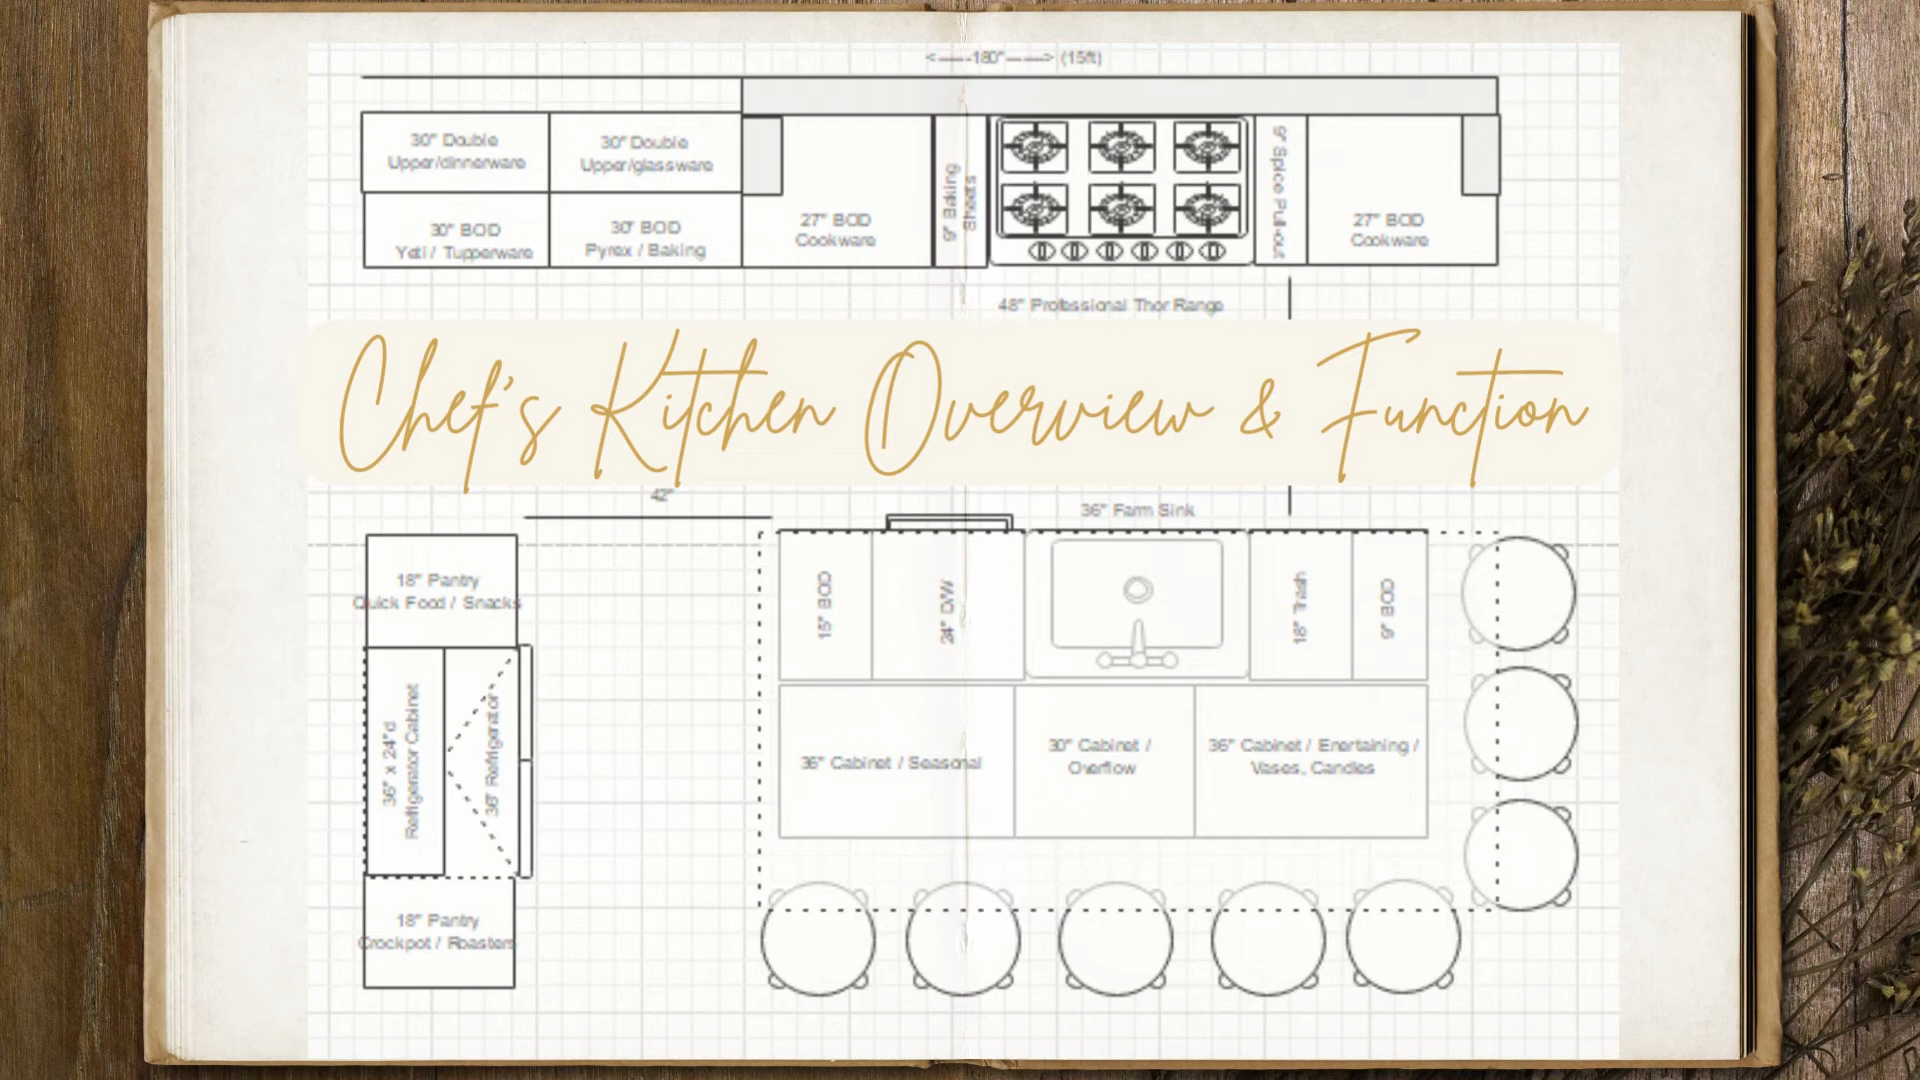 <-----180"-----> (15ft)
30" Double
Upper/dinnerware
30" Double
Upper/glassware
30" BOD
Yeti / Tupperware
30" BOD
Pyrex / Baking
27" BOD
Cookware
9" Baking
Sheets
9" Spice Pull-out
27" BOD
Cookware
48" Professional Thor Range
Chef's Kitchen Overview & Function
42"
36" Farm Sink
18" Pantry
Quick Food / Snacks
15" BOD
24" D/W
18" Trash
9" BOD
36" x 24"d
Refrigerator Cabinet
36" Refrigerator
36" Cabinet / Seasonal
30" Cabinet /
Overflow
36" Cabinet / Enertaining /
Vases, Candles
18" Pantry
Crockpot / Roasters